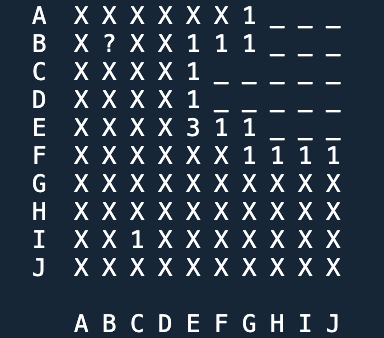 A X X X X X X 1 _ _ _
B X ? X X 1 1 1 _ _ _
C X X X X 1 _ _ _ _ _
D X X X X 1 _ _ _ _ _
E X X X X 3 1 1 _ _ _
F X X X X X X 1 1 1 1
G X X X X X X X X X X
H X X X X X X X X X X
I X X 1 X X X X X X X
J X X X X X X X X X X
A B C D E F G H I J